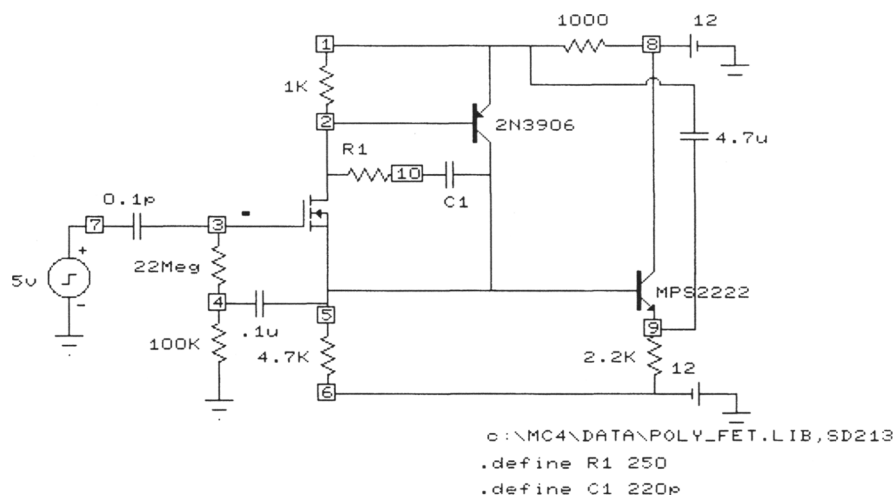 1000
12
1
8
1K
2
2N3906
4.7u
R1
10
C1
0.1p
7
3
-
+
5v
-
22Meg
4
.1u
5
MPS2222
9
100K
4.7K
2.2K
12
6
c:\MC4\DATA\POLY_FET.LIB,SD213
.define R1 250
.define C1 220p